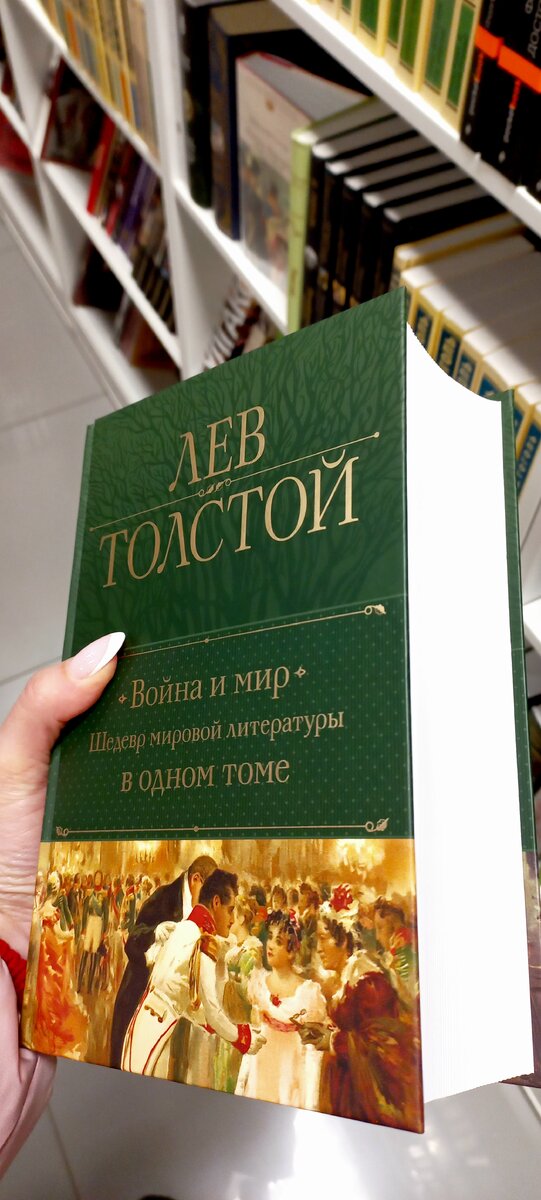 ЛЕВ
ТОЛСТОЙ
Война и мир
Шедевр мировой литературы
в одном томе